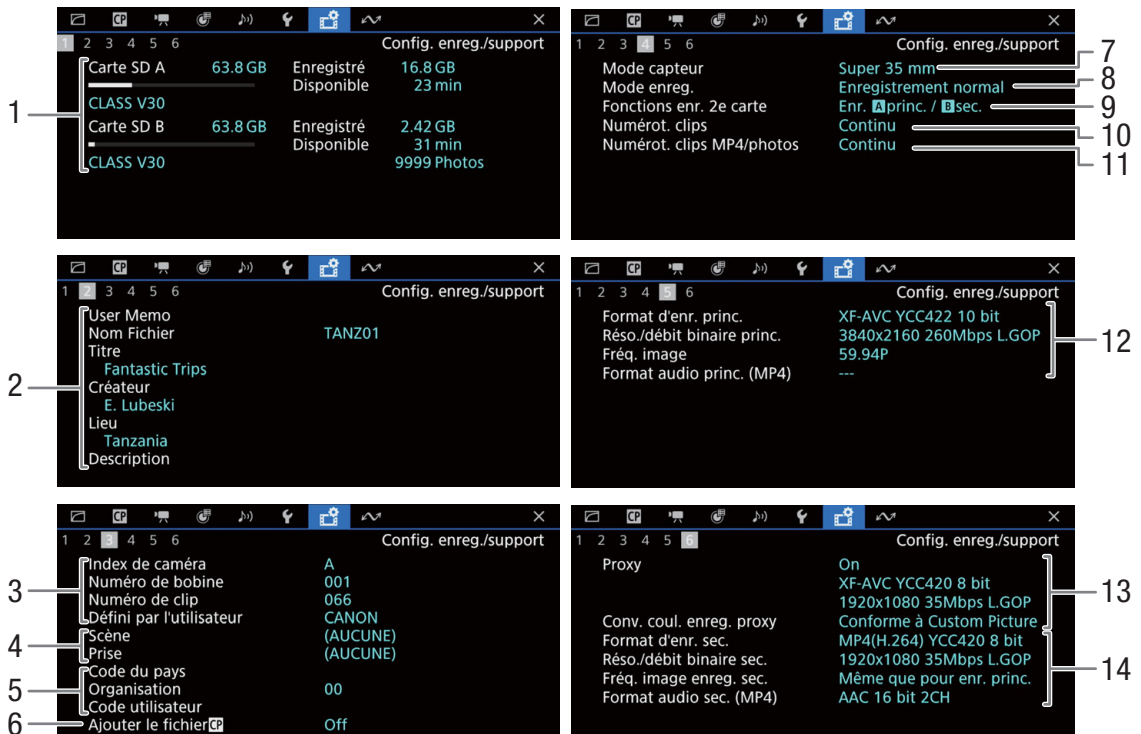 CP
1 2 3 4 5 6 Config. enreg./support
1
Carte SD A 63.8 GB Enregistré 16.8 GB
Disponible 23 min
CLASS V30
Carte SD B 63.8 GB Enregistré 2.42 GB
Disponible 31 min
CLASS V30 9999 Photos
CP
1 2 3 4 5 6 Config. enreg./support
Mode capteur Super 35 mm 7
Mode enreg. Enregistrement normal 8
Fonctions enr. 2e carte Enr. A princ. / B sec. 9
Numérot. clips Continu 10
Numérot. clips MP4/photos Continu 11
CP
1 2 3 4 5 6 Config. enreg./support
2
User Memo
Nom Fichier TANZ01
Titre
Fantastic Trips
Créateur
E. Lubeski
Lieu
Tanzania
Description
CP
1 2 3 4 5 6 Config. enreg./support
Format d'enr. princ. XF-AVC YCC422 10 bit
Réso./débit binaire princ. 3840x2160 260Mbps L.GOP
Fréq. image 59.94P
Format audio princ. (MP4) ---
12
CP
1 2 3 4 5 6 Config. enreg./support
3
Index de caméra A
Numéro de bobine 001
Numéro de clip 066
Défini par l'utilisateur CANON
4
Scène (AUCUNE)
Prise (AUCUNE)
5
Code du pays
Organisation 00
Code utilisateur
6 Ajouter le fichier CP Off
CP
1 2 3 4 5 6 Config. enreg./support
Proxy On
XF-AVC YCC420 8 bit
1920x1080 35Mbps L.GOP
Conv. coul. enreg. proxy Conforme à Custom Picture
13
Format d'enr. sec. MP4(H.264) YCC420 8 bit
Réso./débit binaire sec. 1920x1080 35Mbps L.GOP
Fréq. image enreg. sec. Même que pour enr. princ.
Format audio sec. (MP4) AAC 16 bit 2CH
14